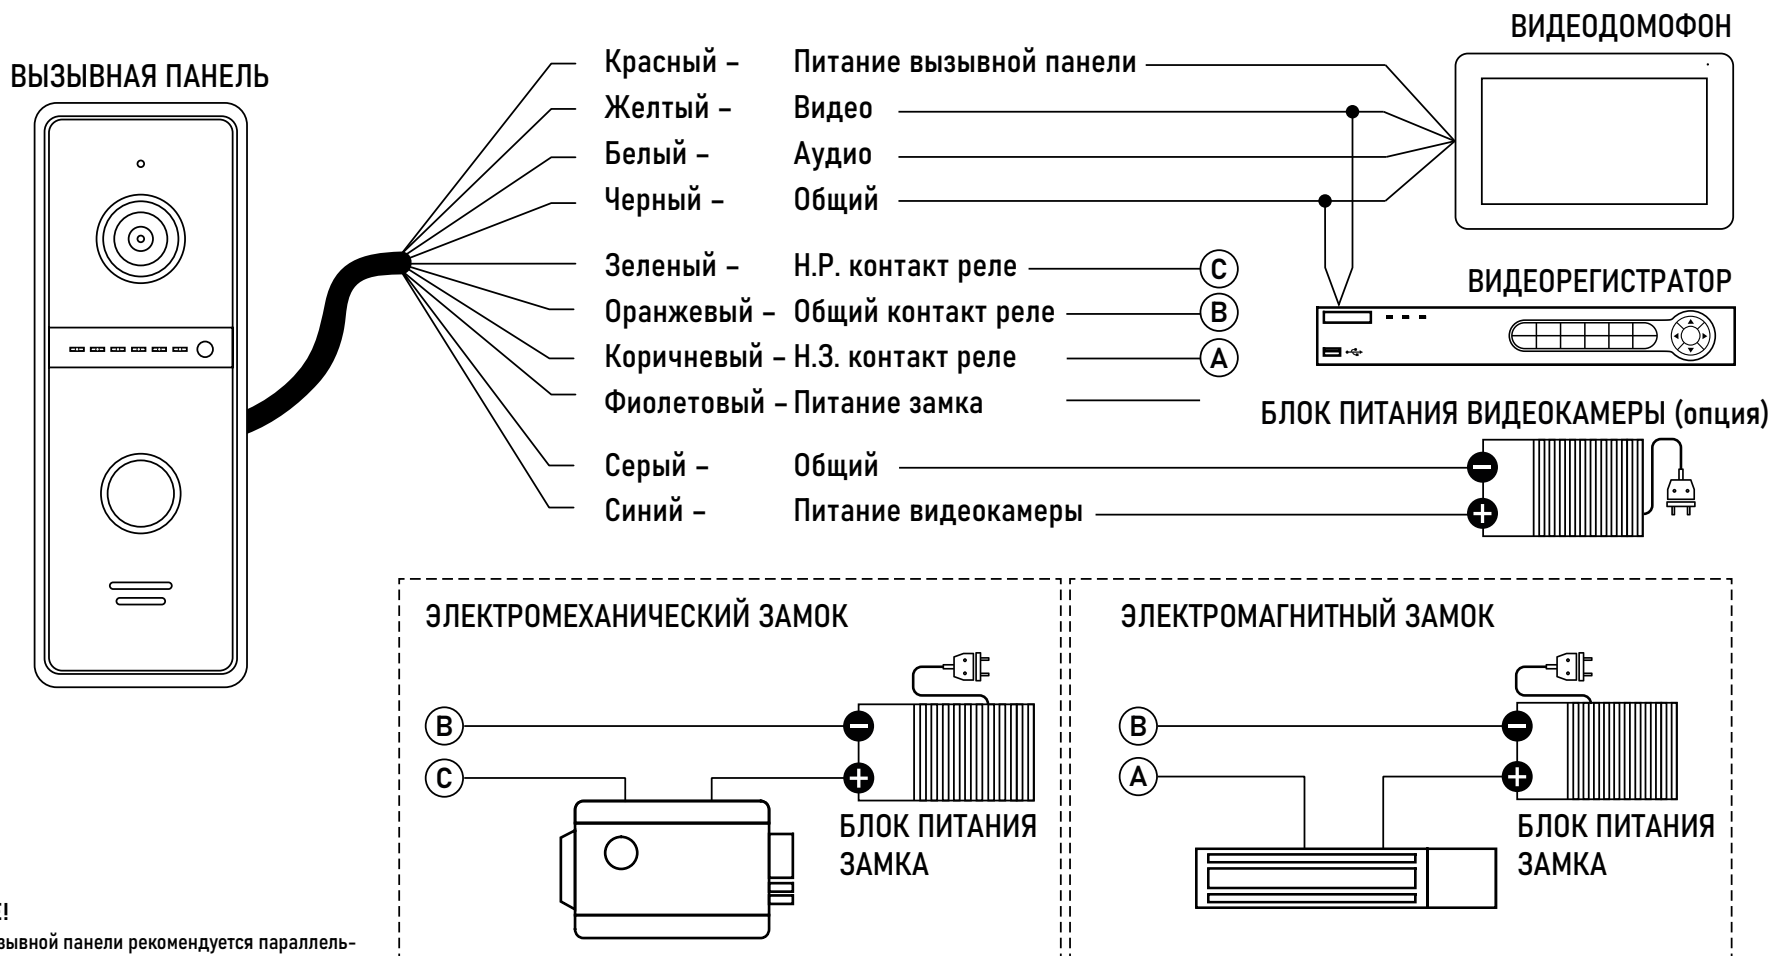 ВИДЕОДОМОФОН
ВЫЗЫВНАЯ ПАНЕЛЬ
Красный – Питание вызывной панели
Желтый – Видео
Белый – Аудио
Черный – Общий
Зеленый – Н.Р. контакт реле C
Оранжевый – Общий контакт реле B
Коричневый – Н.З. контакт реле A
Фиолетовый – Питание замка
ВИДЕОРЕГИСТРАТОР
БЛОК ПИТАНИЯ ВИДЕОКАМЕРЫ (опция)
Серый – Общий
Синий – Питание видеокамеры
ЭЛЕКТРОМЕХАНИЧЕСКИЙ ЗАМОК
B
C
БЛОК ПИТАНИЯ
ЗАМКА
ЭЛЕКТРОМАГНИТНЫЙ ЗАМОК
B
A
БЛОК ПИТАНИЯ
ЗАМКА
зывной панели рекомендуется параллель-